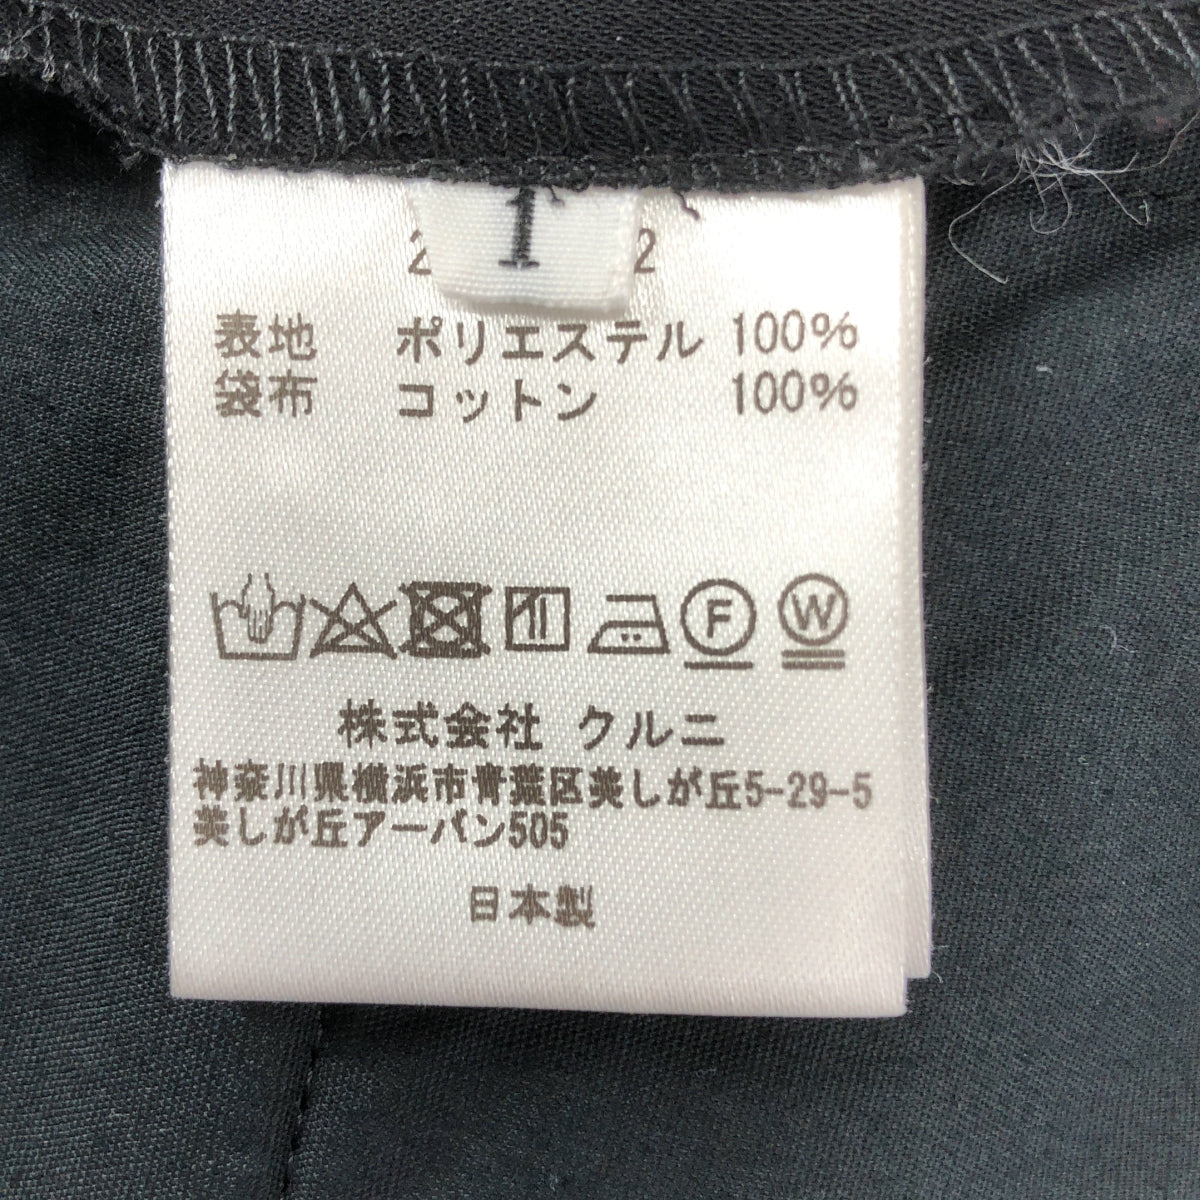 1
2 2
表地 ポリエステル 100%
袋布 コットン 100%
F W
株式会社 クルニ
神奈川県横浜市青葉区美しが丘5-29-5
美しが丘アーバン505
日本製